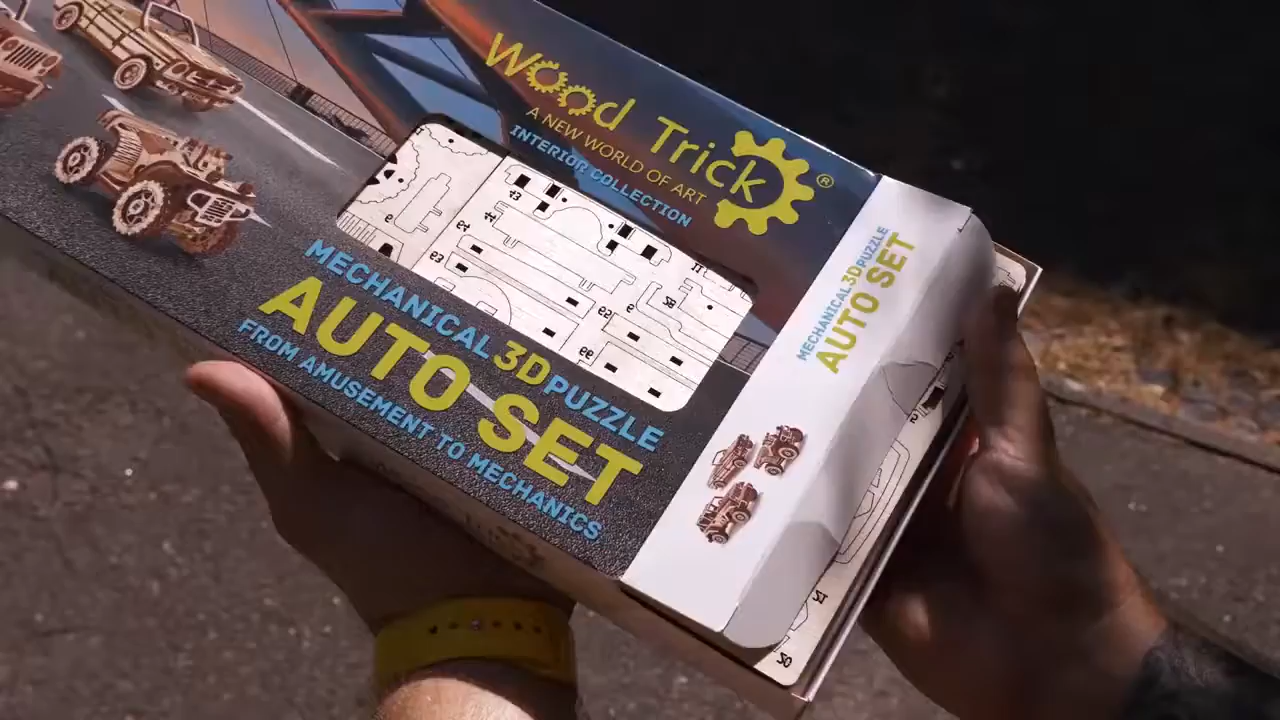 Wood Trick®
A NEW WORLD OF ART
INTERIOR COLLECTION
MECHANICAL 3D PUZZLE
AUTO SET
FROM AMUSEMENT TO MECHANICS
MECHANICAL 3D PUZZLE
AUTO SET